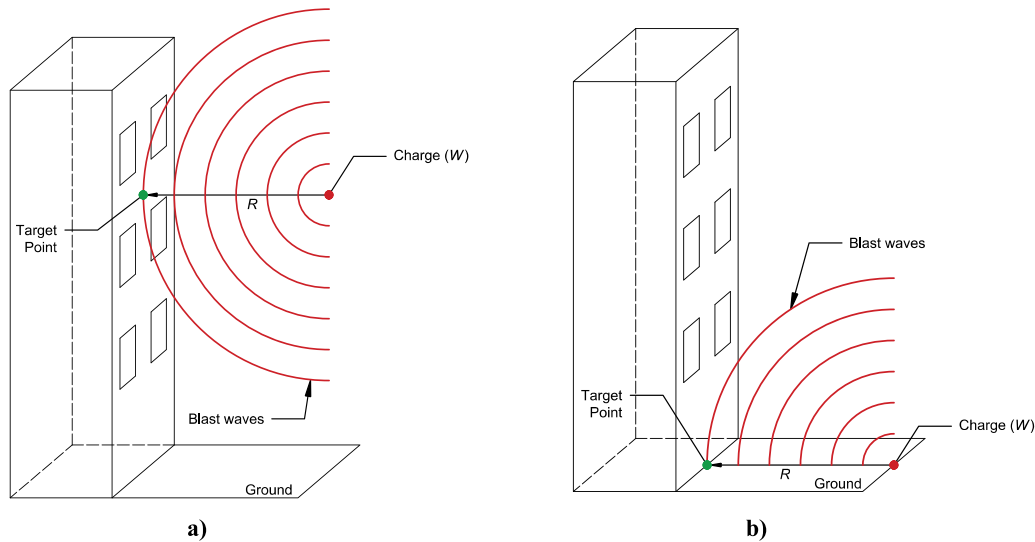 Charge (W)
R
Target
Point
Blast waves
Ground
a)
Blast waves
Target
Point
Charge (W)
R
Ground
b)